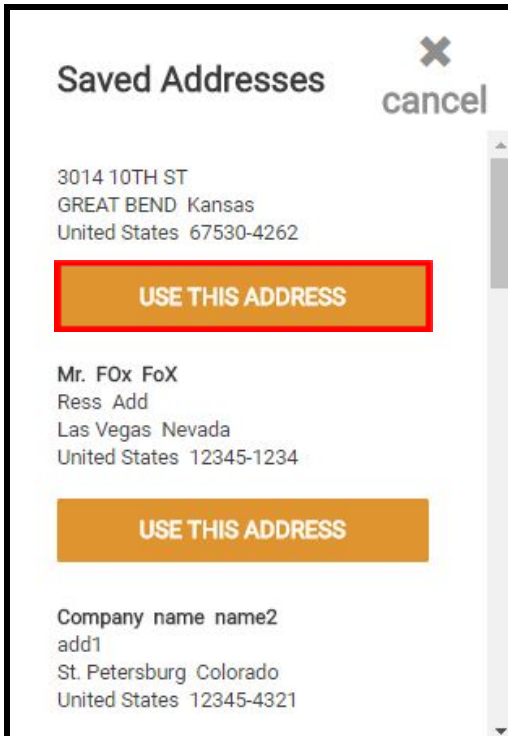 Saved Addresses
cancel
3014 10TH ST
GREAT BEND Kansas
United States 67530-4262
USE THIS ADDRESS
Mr. FOx FoX
Ress Add
Las Vegas Nevada
United States 12345-1234
USE THIS ADDRESS
Company name name2
add1
St. Petersburg Colorado
United States 12345-4321